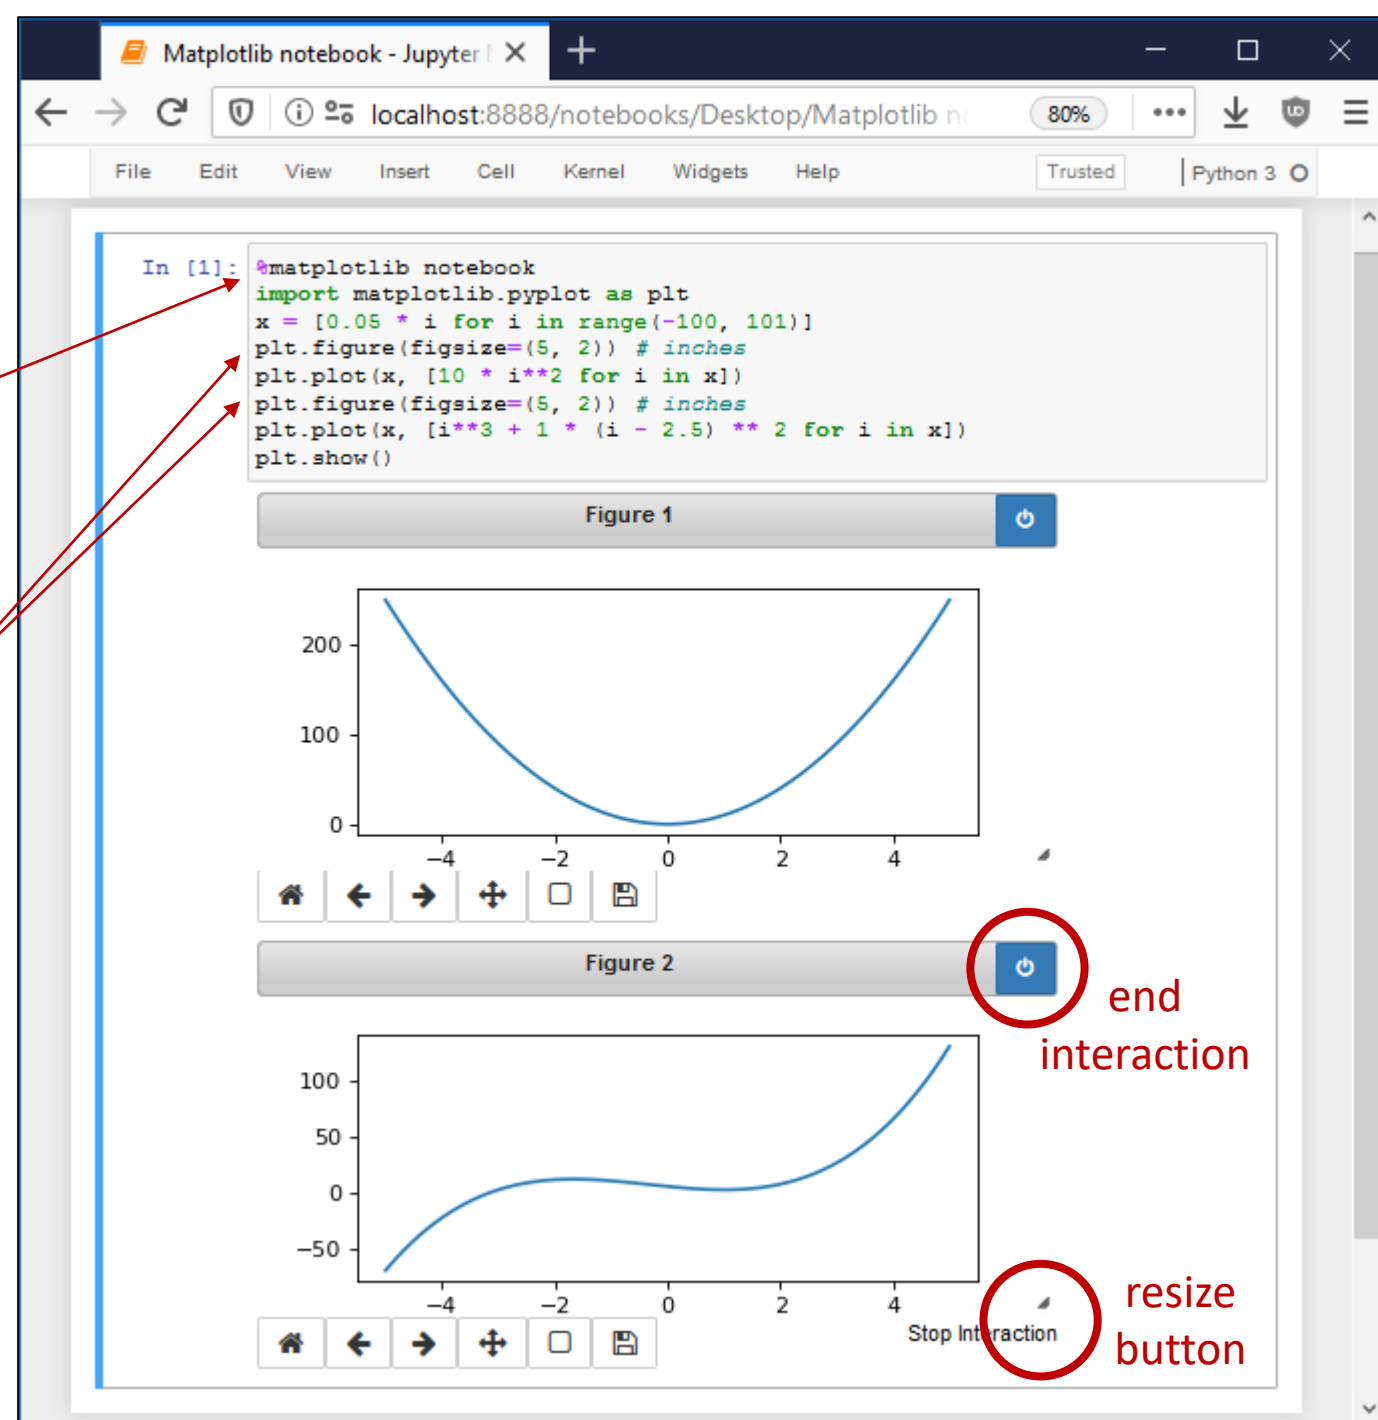 Matplotlib notebook - Jupyter
localhost:8888/notebooks/Desktop/Matplotlib
80%
File Edit View Insert Cell Kernel Widgets Help Trusted Python 3
In [1]: %matplotlib notebook
import matplotlib.pyplot as plt
x = [0.05 * i for i in range(-100, 101)]
plt.figure(figsize=(5, 2)) # inches
plt.plot(x, [10 * i**2 for i in x])
plt.figure(figsize=(5, 2)) # inches
plt.plot(x, [i**3 + 1 * (i - 2.5) ** 2 for i in x])
plt.show()
Figure 1
200
100
0
−4 −2 0 2 4
Figure 2
end
interaction
100
50
0
−50
−4 −2 0 2 4
Stop Interaction
resize
button